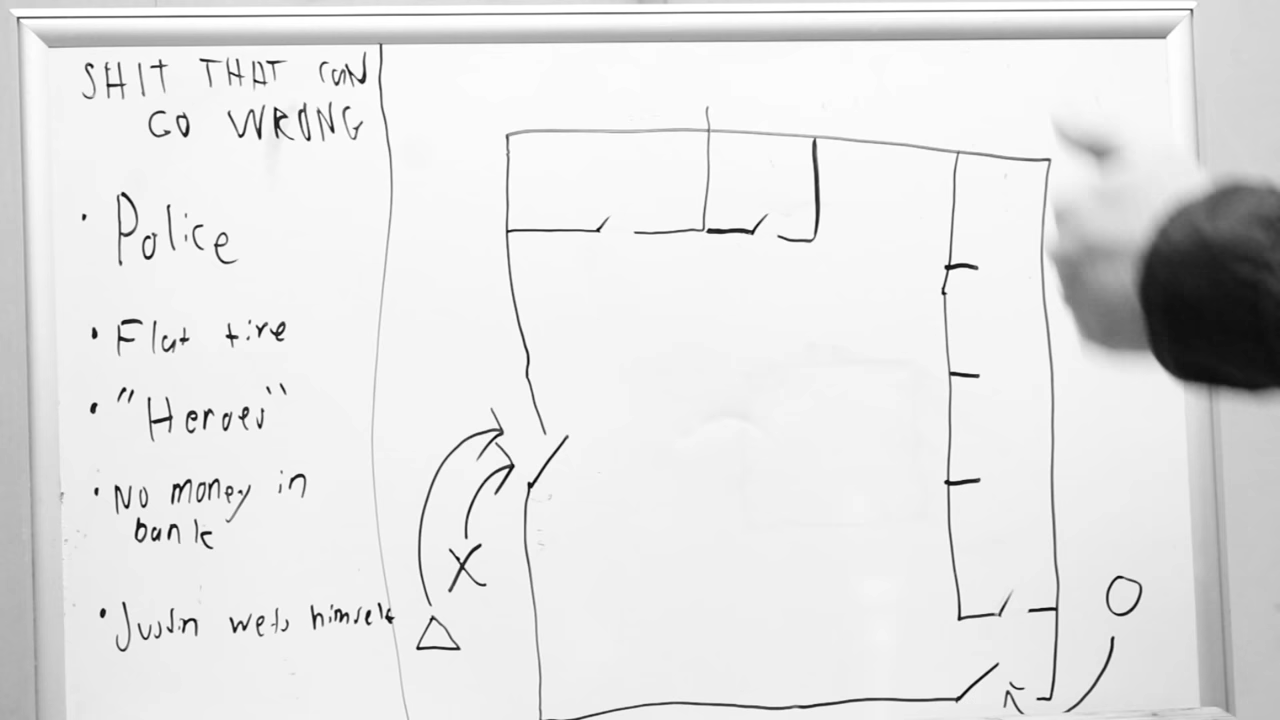 SHIT THAT CAN
GO WRONG
· Police
· Flat tire
· "Heroes"
· No money in
bank
· Justin wets himself
X